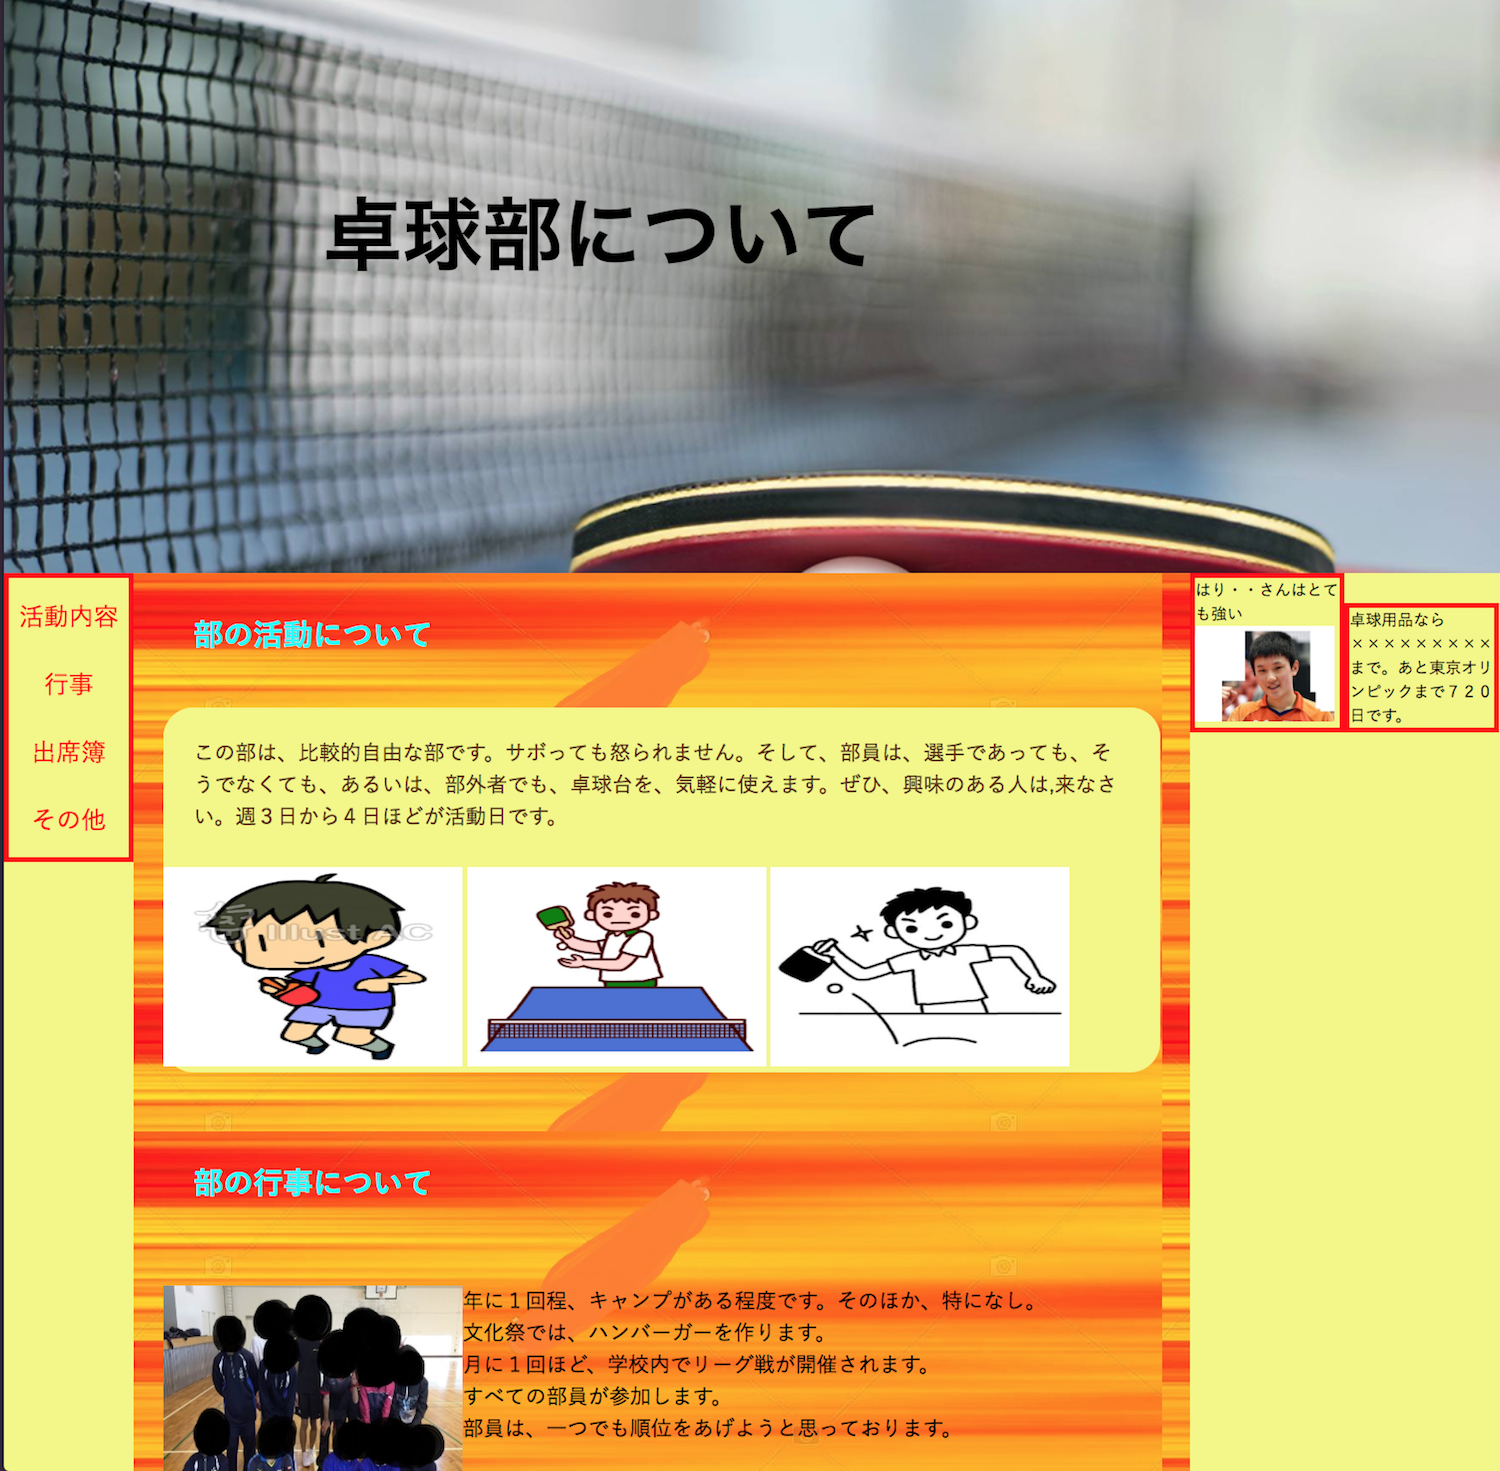 卓球部について
活動内容
行事
出席簿
その他
部の活動について
この部は、比較的自由な部です。サボっても怒られません。そして、部員は、選手であっても、そ
うでなくても、あるいは、部外者でも、卓球台を、気軽に使えます。ぜひ、興味のある人は,来なさ
い。週３日から４日ほどが活動日です。
Illust AC
部の行事について
年に１回程、キャンプがある程度です。そのほか、特になし。
文化祭では、ハンバーガーを作ります。
月に１回ほど、学校内でリーグ戦が開催されます。
すべての部員が参加します。
部員は、一つでも順位をあげようと思っております。
はり・・さんはとて
も強い
卓球用品なら
×××××××××
まで。あと東京オリ
ンピックまで７２０
日です。